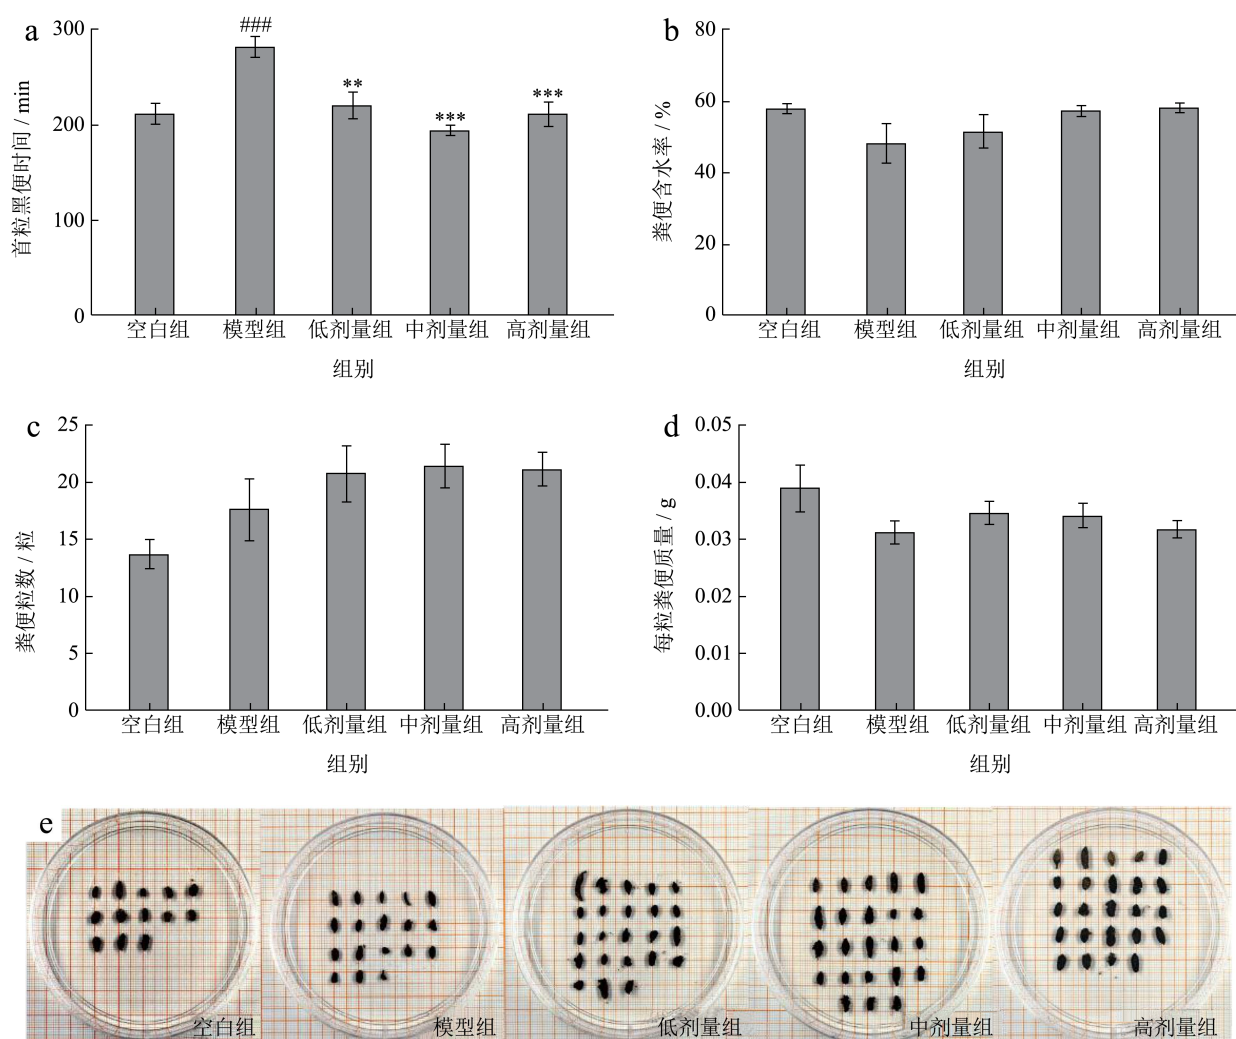 a
300
200
100
0
首粒黑便时间 / min
###
**
***
***
空白组 模型组 低剂量组 中剂量组 高剂量组
组别
b
80
60
40
20
0
粪便含水率 / %
空白组 模型组 低剂量组 中剂量组 高剂量组
组别
c
25
20
15
10
5
0
粪便粒数 / 粒
空白组 模型组 低剂量组 中剂量组 高剂量组
组别
d
0.05
0.04
0.03
0.02
0.01
0.00
每粒粪便质量 / g
空白组 模型组 低剂量组 中剂量组 高剂量组
组别
e
空白组 模型组 低剂量组 中剂量组 高剂量组